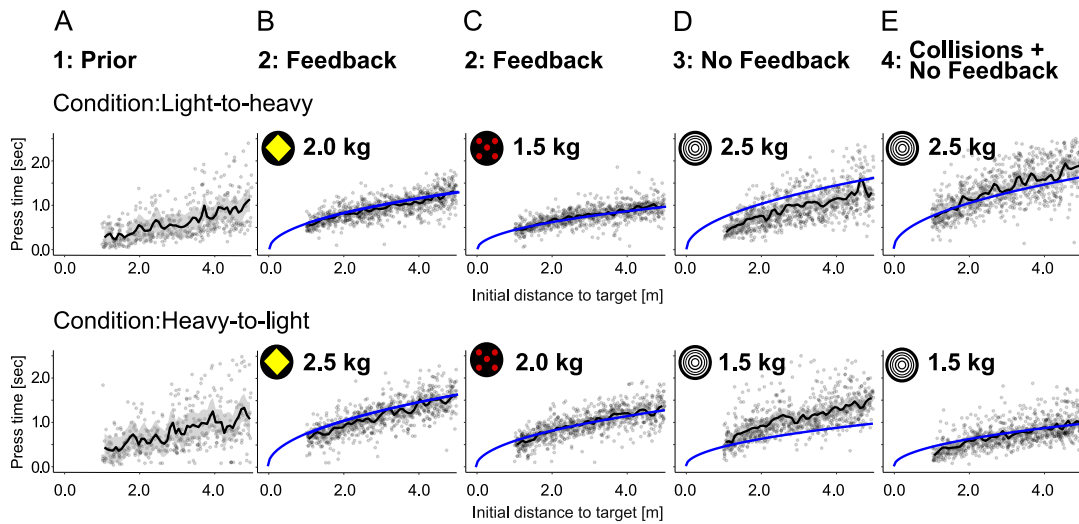 A B C D E
1: Prior 2: Feedback 2: Feedback 3: No Feedback 4: Collisions + No Feedback
Condition:Light-to-heavy
Press time [sec]
2.0
1.0
0.0
2.0 kg 1.5 kg 2.5 kg 2.5 kg
0.0 2.0 4.0 0.0 2.0 4.0 0.0 2.0 4.0 0.0 2.0 4.0 0.0 2.0 4.0
Initial distance to target [m]
Condition:Heavy-to-light
Press time [sec]
2.0
1.0
0.0
2.5 kg 2.0 kg 1.5 kg 1.5 kg
0.0 2.0 4.0 0.0 2.0 4.0 0.0 2.0 4.0 0.0 2.0 4.0 0.0 2.0 4.0
Initial distance to target [m]